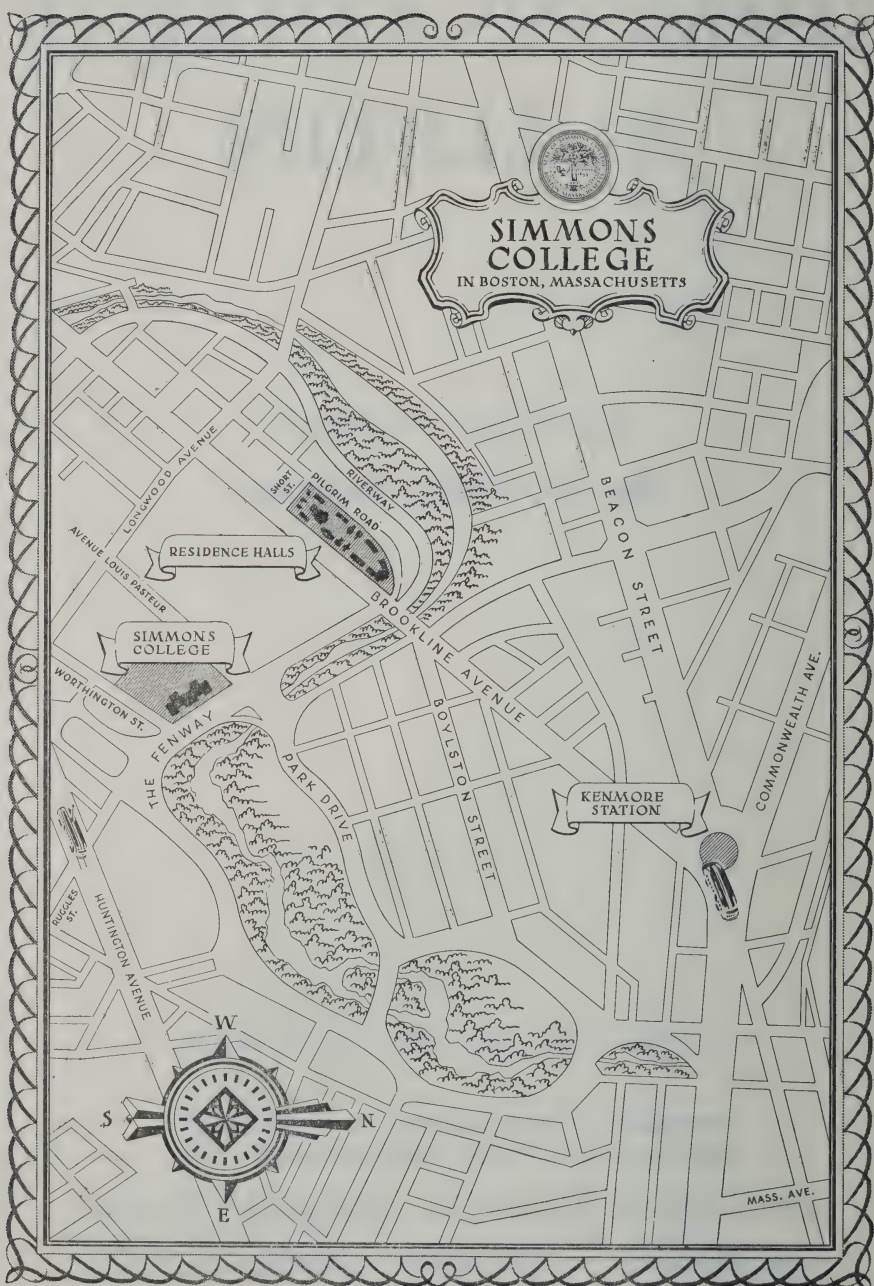 SIMMONS
COLLEGE
IN BOSTON, MASSACHUSETTS
LONGWOOD AVENUE
SHORT
ST.
PILGRIM ROAD
RIVERWAY
BEACON STREET
RESIDENCE HALLS
AVENUE LOUIS PASTEUR
BROOKLINE AVENUE
SIMMONS
COLLEGE
WORTHINGTON ST.
THE FENWAY
PARK DRIVE
BOYLSTON STREET
COMMONWEALTH AVE.
KENMORE
STATION
RUGGLES
ST.
HUNTINGTON AVENUE
W
S
N
E
MASS. AVE.